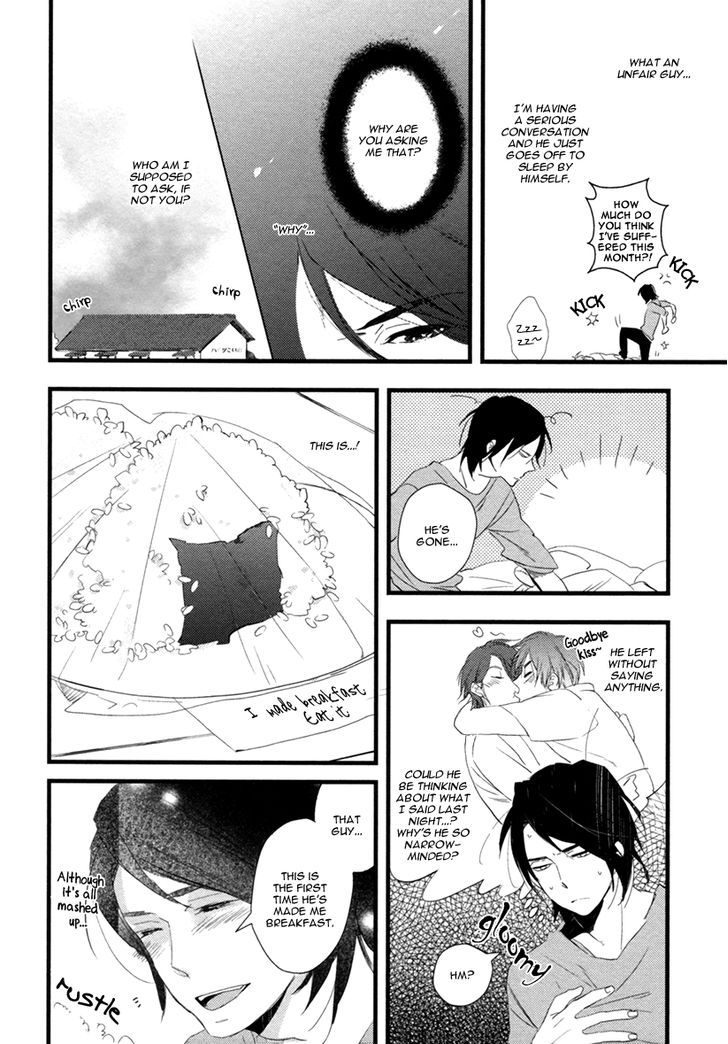 WHAT AN
UNFAIR GUY...
I'M HAVING
A SERIOUS
CONVERSATION
AND HE JUST
GOES OFF TO
SLEEP BY
HIMSELF.
HOW
MUCH DO
YOU THINK
I'VE SUFF-
ERED THIS
MONTH?!
KICK
KICK
ZZZ
ZZ~
WHY ARE
YOU ASKING
ME THAT?
"WHY"...
WHO AM I
SUPPOSED
TO ASK, IF
NOT YOU?
chirp
chirp
HE'S
GONE...
THIS IS...!
I made breakfast
Eat it
Goodbye
kiss~
HE LEFT
WITHOUT
SAYING
ANYTHING.
COULD HE
BE THINKING
ABOUT WHAT
I SAID LAST
NIGHT...?
WHY'S HE SO
NARROW-
MINDED?
gloomy
HM?
THAT
GUY...
THIS IS
THE FIRST
TIME HE'S
MADE ME
BREAKFAST.
Although
it's all
mashed
up..!
rustle